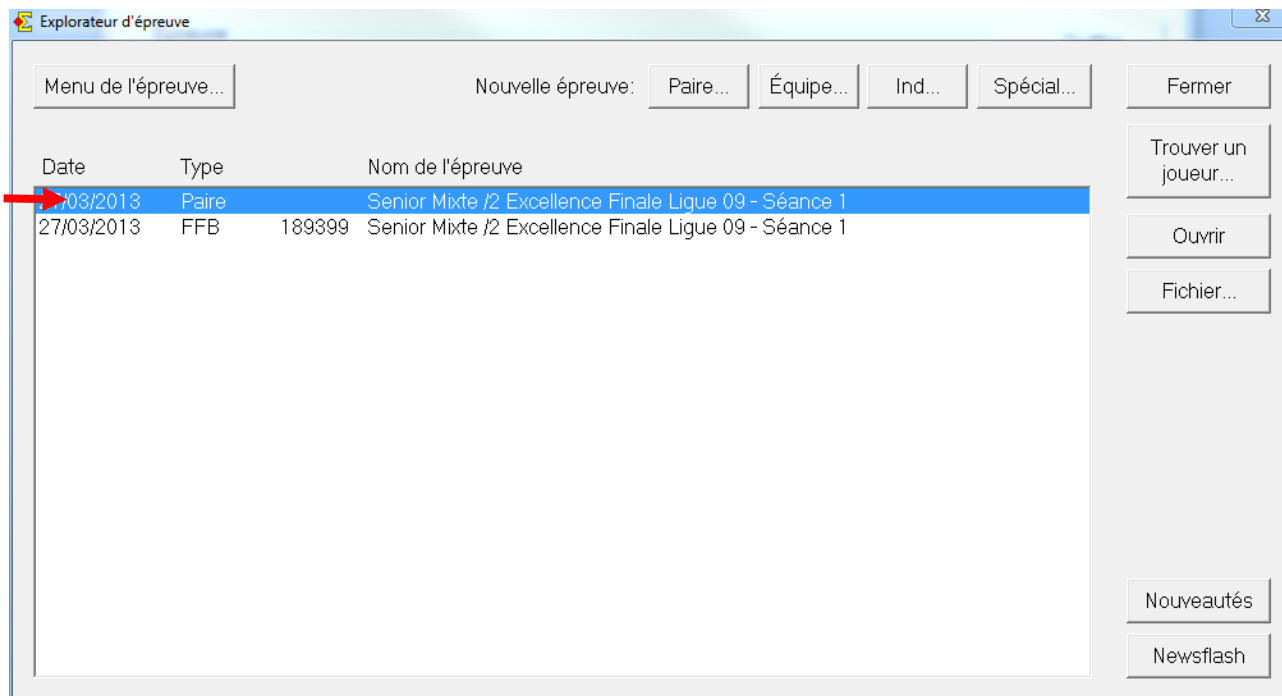 Explorateur d'épreuve
Menu de l'épreuve... Nouvelle épreuve: Paire... Équipe... Ind... Spécial... Fermer
Trouver un joueur...
Date Type Nom de l'épreuve
/03/2013 Paire Senior Mixte /2 Excellence Finale Ligue 09 - Séance 1
27/03/2013 FFB 189399 Senior Mixte /2 Excellence Finale Ligue 09 - Séance 1
Ouvrir
Fichier...
Nouveautés
Newsflash